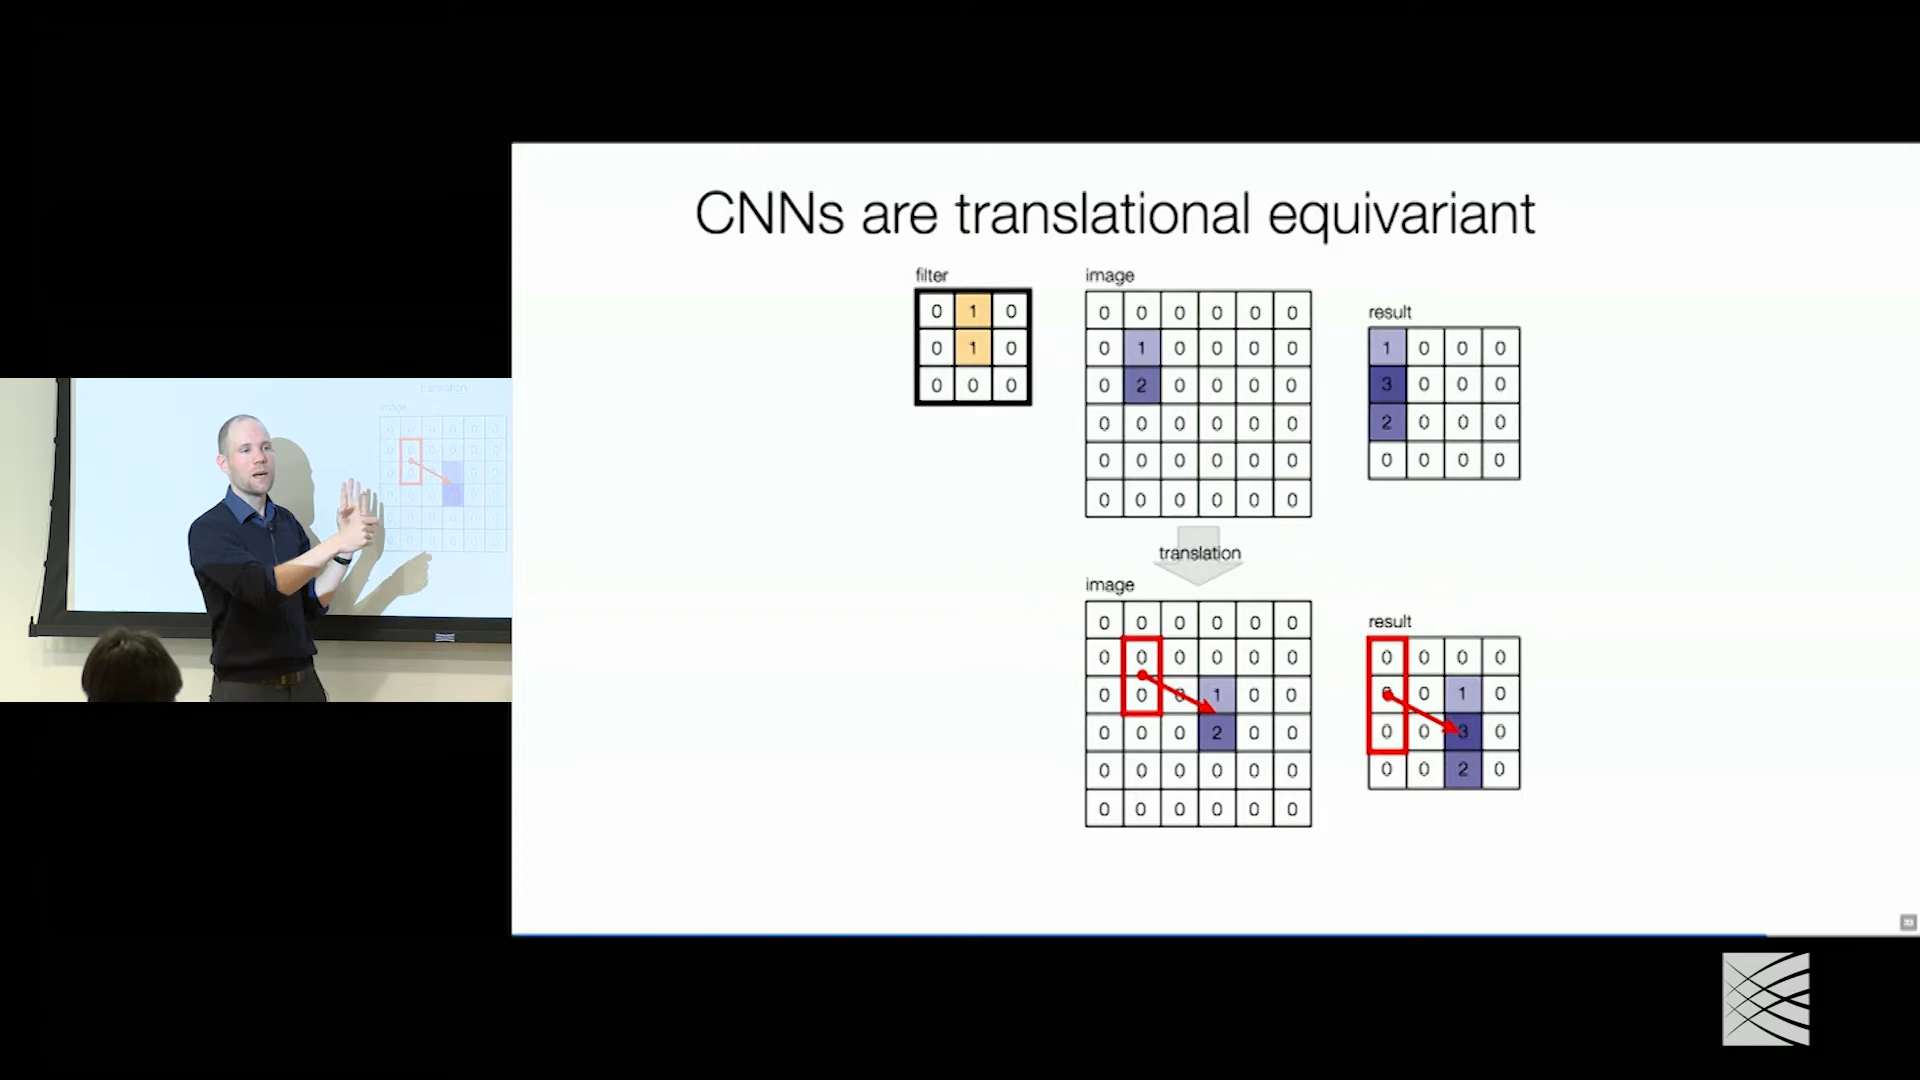 CNNs are translational equivariant
filter
0 1 0
0 1 0
0 0 0
image
0 0 0 0 0 0
0 1 0 0 0 0
0 2 0 0 0 0
0 0 0 0 0 0
0 0 0 0 0 0
0 0 0 0 0 0
result
1 0 0 0
3 0 0 0
2 0 0 0
0 0 0 0
translation
image
0 0 0 0 0 0
0 0 0 0 0 0
0 0 0 1 0 0
0 0 0 2 0 0
0 0 0 0 0 0
0 0 0 0 0 0
result
0 0 0 0
0 0 1 0
0 0 3 0
0 0 2 0
translation
image